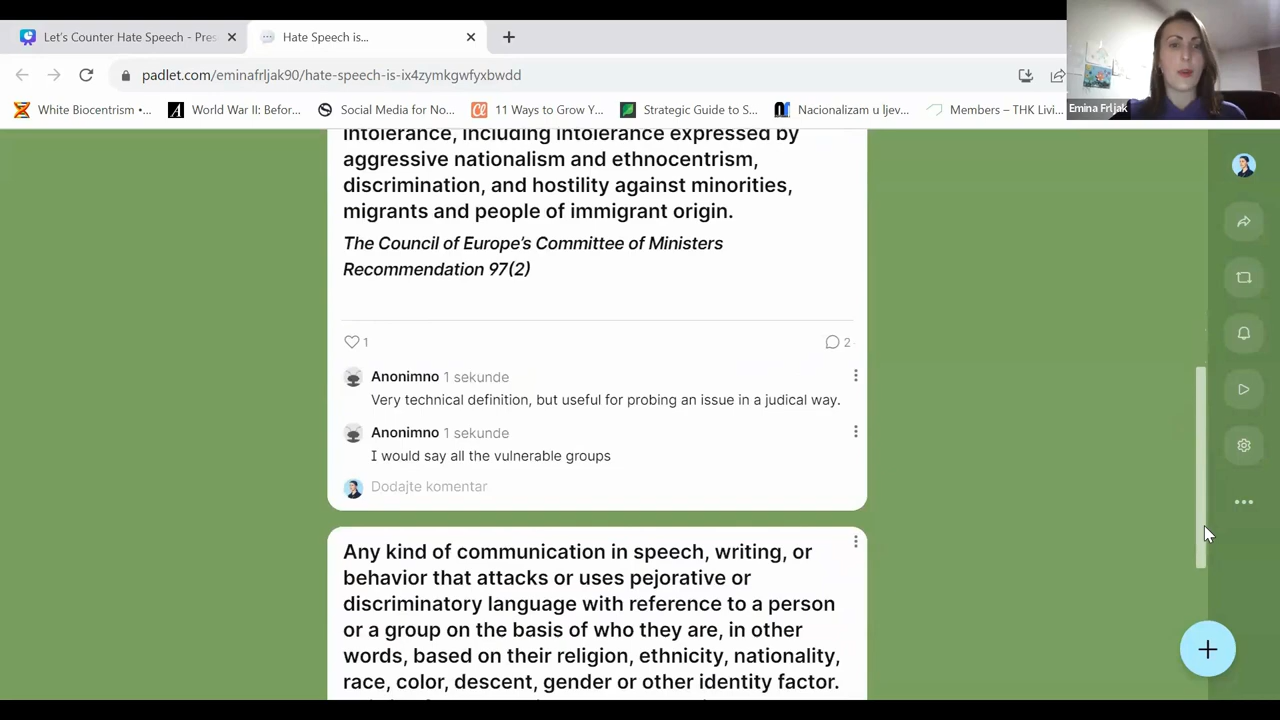 Let's Counter Hate Speech - Pres
Hate Speech is...
padlet.com/eminafrljak90/hate-speech-is-ix4zymkgwfyxbwdd
White Biocentrism •...
World War II: Befor...
Social Media for No...
11 Ways to Grow Y...
Strategic Guide to S...
Nacionalizam u ljev...
Members – THK Livi...
Emina Frljak
intolerance, including intolerance expressed by
aggressive nationalism and ethnocentrism,
discrimination, and hostility against minorities,
migrants and people of immigrant origin.
The Council of Europe's Committee of Ministers
Recommendation 97(2)
1
2
Anonimno 1 sekunde
Very technical definition, but useful for probing an issue in a judical way.
Anonimno 1 sekunde
I would say all the vulnerable groups
Dodajte komentar
Any kind of communication in speech, writing, or
behavior that attacks or uses pejorative or
discriminatory language with reference to a person
or a group on the basis of who they are, in other
words, based on their religion, ethnicity, nationality,
race, color, descent, gender or other identity factor.